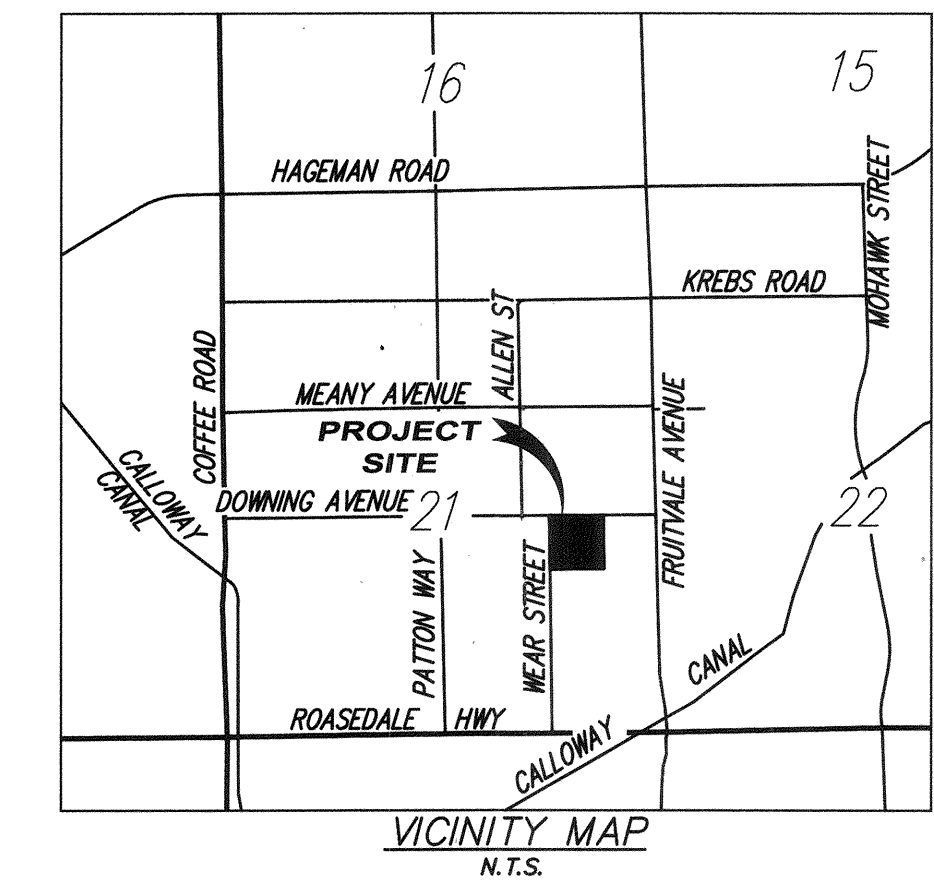 16
15
HAGEMAN ROAD
MOHAWK STREET
KREBS ROAD
ALLEN ST
COFFEE ROAD
MEANY AVENUE
FRUITVALE AVENUE
PROJECT
SITE
CALLOWAY
CANAL
DOWNING AVENUE
21
22
PATTON WAY
WEAR STREET
CANAL
ROASEDALE HWY
CALLOWAY
VICINITY MAP
N.T.S.